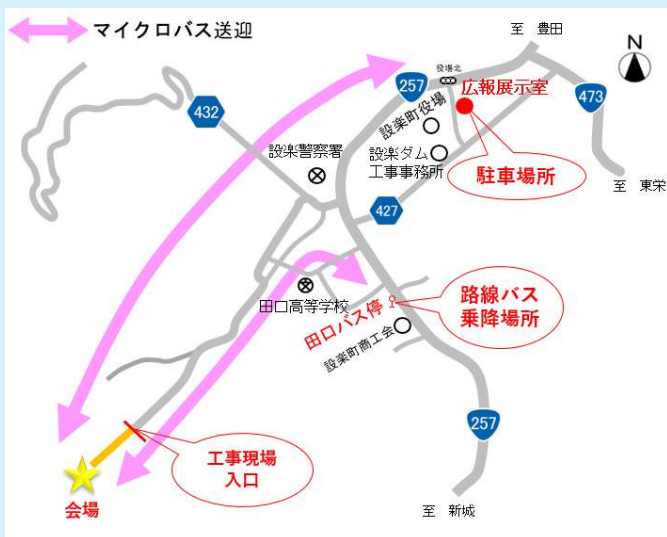 マイクロバス送迎
至 豊田
N
役場北
257
広報展示室
473
432
設楽町役場
設楽警察署
設楽ダム
工事事務所
駐車場所
至 東栄
427
田口高等学校
田口バス停
路線バス
乗降場所
設楽町商工会
257
工事現場
入口
会場
至 新城